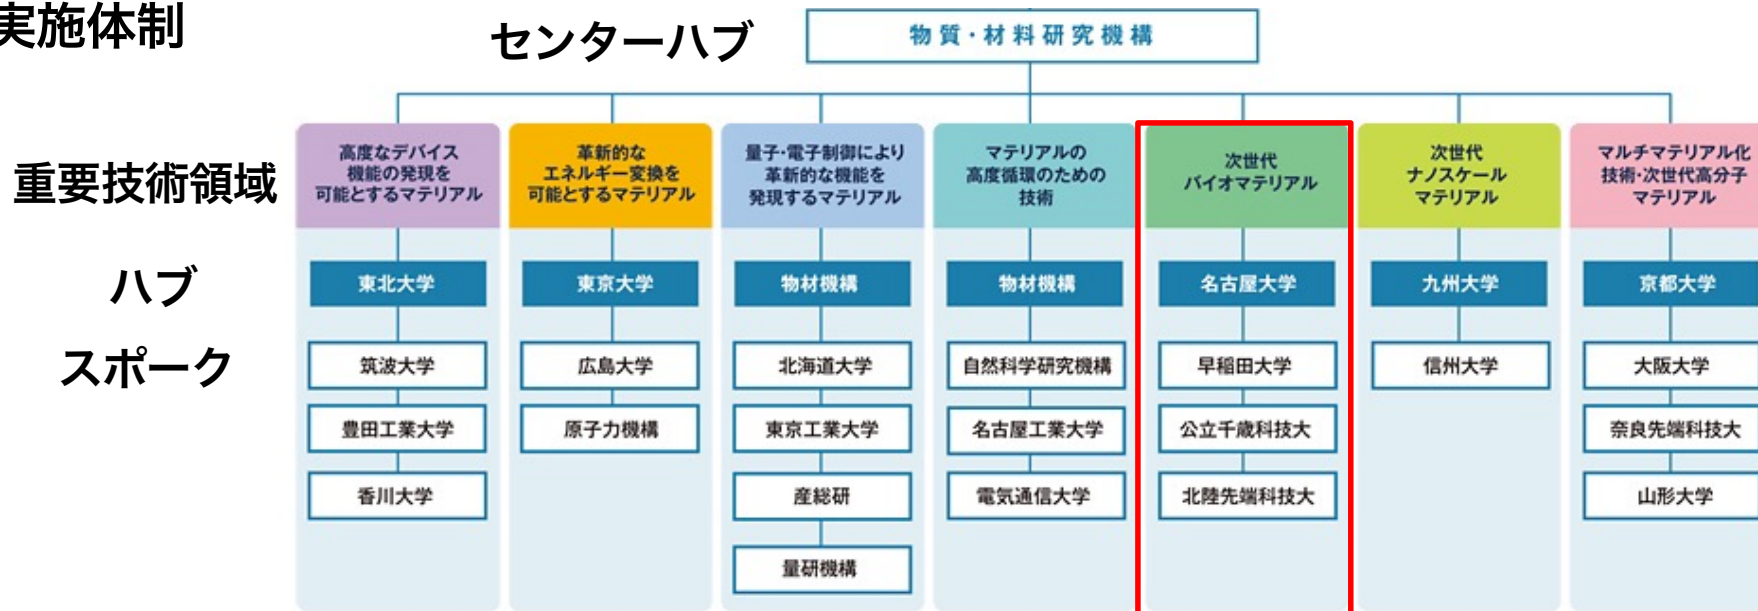 実施体制
センターハブ
物質・材料研究機構
重要技術領域
高度なデバイス
機能の発現を
可能とするマテリアル
革新的な
エネルギー変換を
可能とするマテリアル
量子・電子制御により
革新的な機能を
発現するマテリアル
マテリアルの
高度循環のための
技術
次世代
バイオマテリアル
次世代
ナノスケール
マテリアル
マルチマテリアル化
技術・次世代高分子
マテリアル
ハブ
東北大学
東京大学
物材機構
物材機構
名古屋大学
九州大学
京都大学
スポーク
筑波大学
広島大学
北海道大学
自然科学研究機構
早稲田大学
信州大学
大阪大学
豊田工業大学
原子力機構
東京工業大学
名古屋工業大学
公立千歳科技大
奈良先端科技大
香川大学
産総研
電気通信大学
北陸先端科技大
山形大学
量研機構